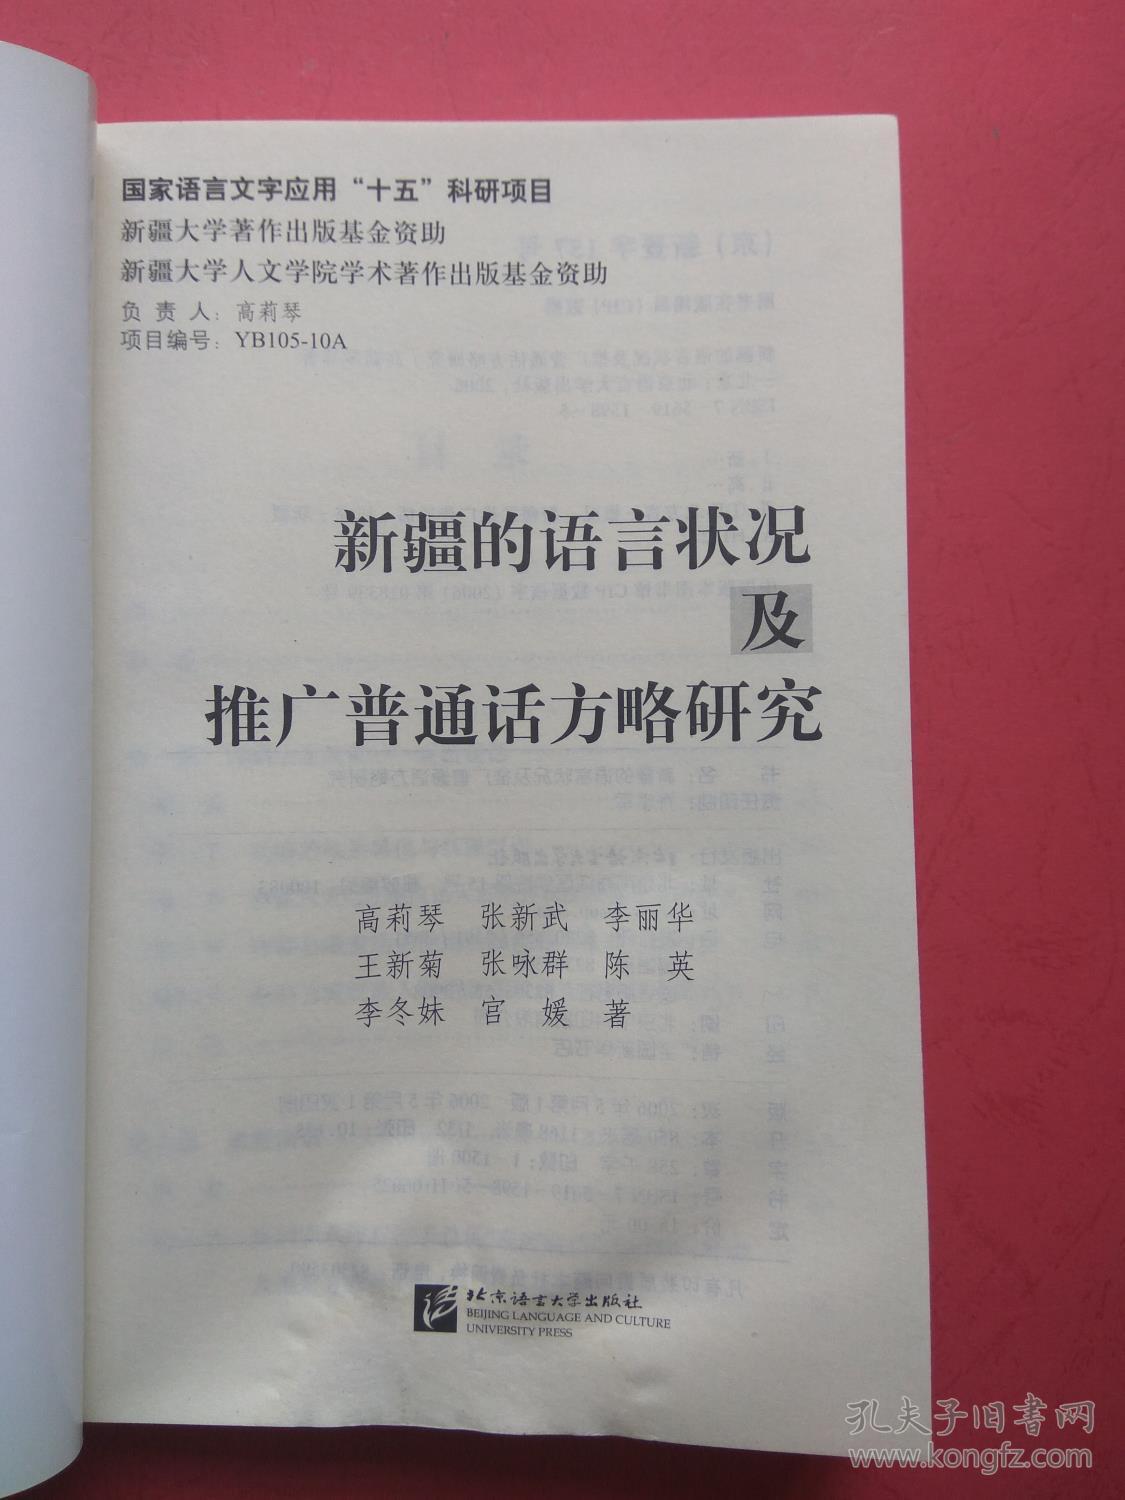 国家语言文字应用“十五”科研项目
新疆大学著作出版基金资助
新疆大学人文学院学术著作出版基金资助
负 责 人：高莉琴
项目编号：YB105-10A
新疆的语言状况
及
推广普通话方略研究
高莉琴 张新武 李丽华
王新菊 张咏群 陈 英
李冬妹 宫 媛 著
北京语言大学出版社
BEIJING LANGUAGE AND CULTURE
UNIVERSITY PRESS
孔夫子旧书网
www.kongfz.com